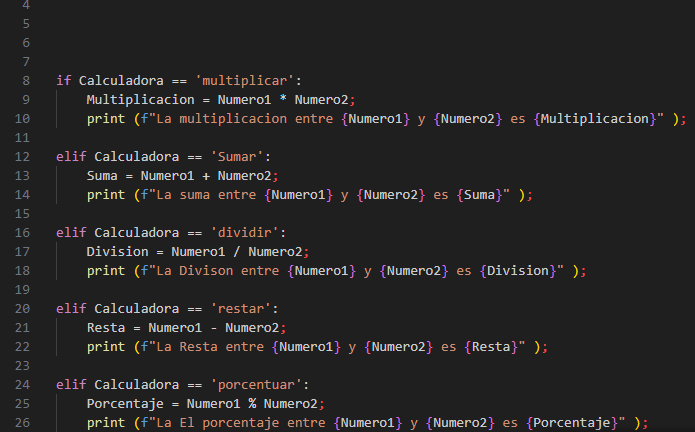 4
5
6
7
8 if Calculadora == 'multiplicar':
9 Multiplicacion = Numero1 * Numero2;
10 print (f"La multiplicacion entre {Numero1} y {Numero2} es {Multiplicacion}" );
11
12 elif Calculadora == 'Sumar':
13 Suma = Numero1 + Numero2;
14 print (f"La suma entre {Numero1} y {Numero2} es {Suma}" );
15
16 elif Calculadora == 'dividir':
17 Division = Numero1 / Numero2;
18 print (f"La Divison entre {Numero1} y {Numero2} es {Division}" );
19
20 elif Calculadora == 'restar':
21 Resta = Numero1 - Numero2;
22 print (f"La Resta entre {Numero1} y {Numero2} es {Resta}" );
23
24 elif Calculadora == 'porcentuar':
25 Porcentaje = Numero1 % Numero2;
26 print (f"La El porcentaje entre {Numero1} y {Numero2} es {Porcentaje}" );